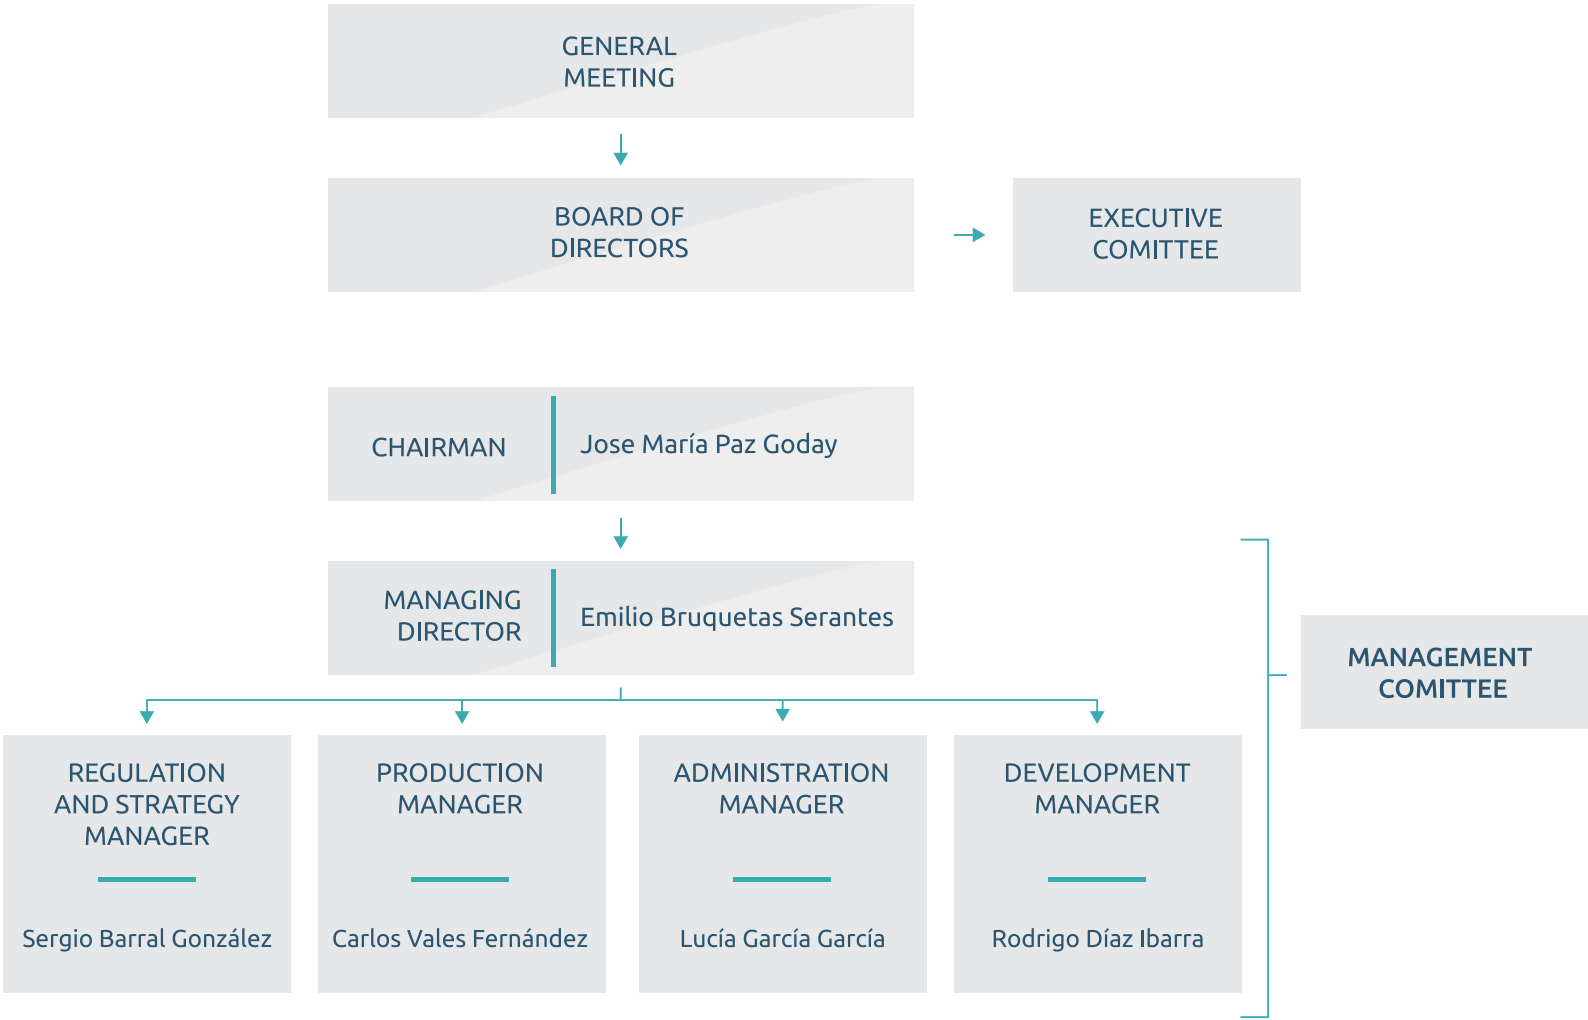 GENERAL
MEETING
BOARD OF
DIRECTORS
EXECUTIVE
COMITTEE
CHAIRMAN
Jose María Paz Goday
MANAGING
DIRECTOR
Emilio Bruquetas Serantes
MANAGEMENT
COMITTEE
REGULATION
AND STRATEGY
MANAGER
Sergio Barral González
PRODUCTION
MANAGER
Carlos Vales Fernández
ADMINISTRATION
MANAGER
Lucía García García
DEVELOPMENT
MANAGER
Rodrigo Díaz Ibarra